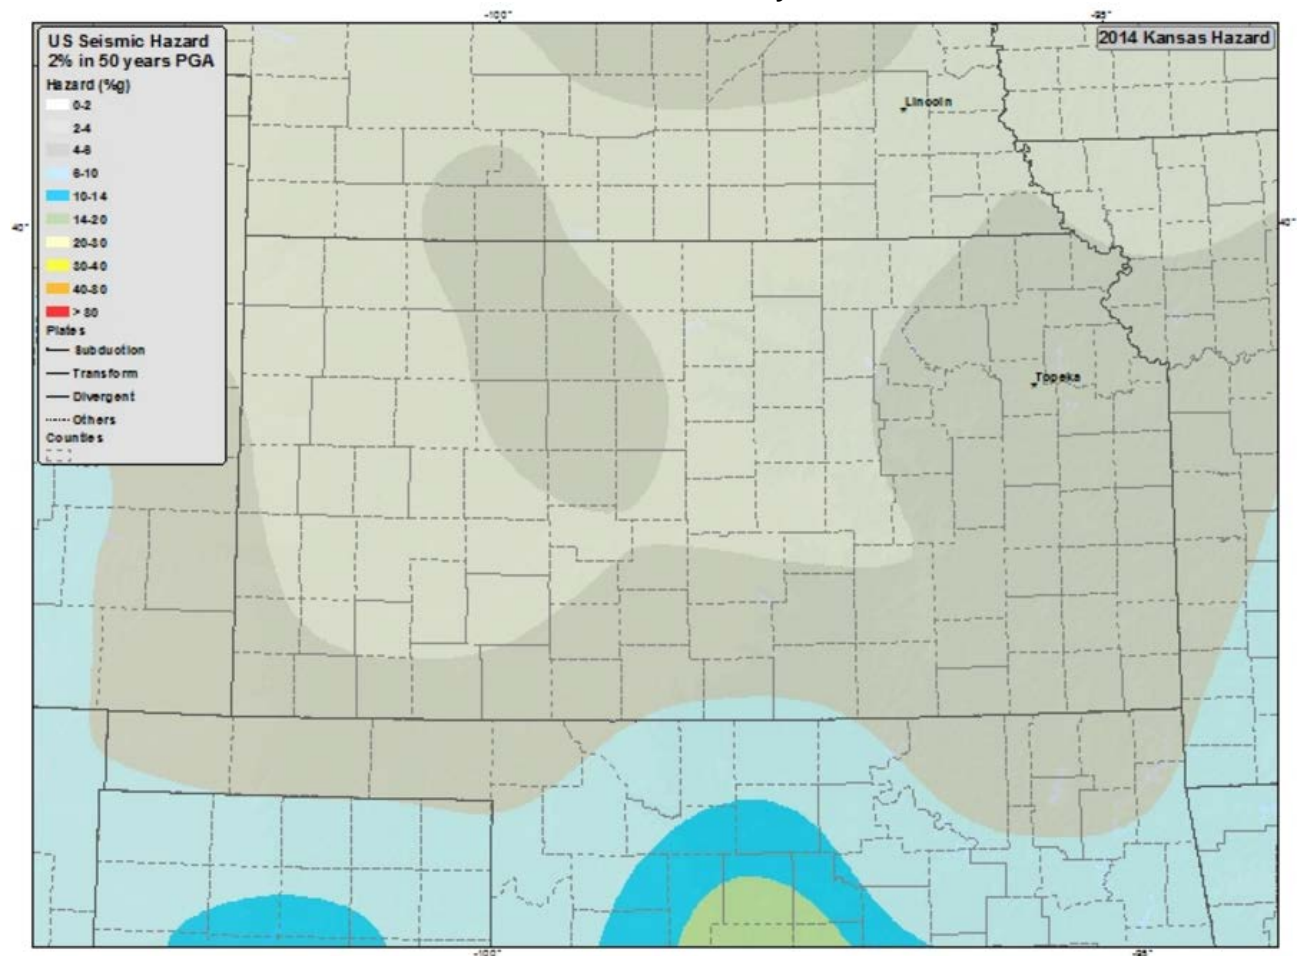 -100°
-95°
US Seismic Hazard
2% in 50 years PGA
2014 Kansas Hazard
Hazard (%g)
0-2
2-4
4-6
6-10
10-14
14-20
20-30
30-40
40-80
> 80
Plates
Subduction
Transform
Divergent
Others
Counties
Lincoln
Topeka
-100°
-95°